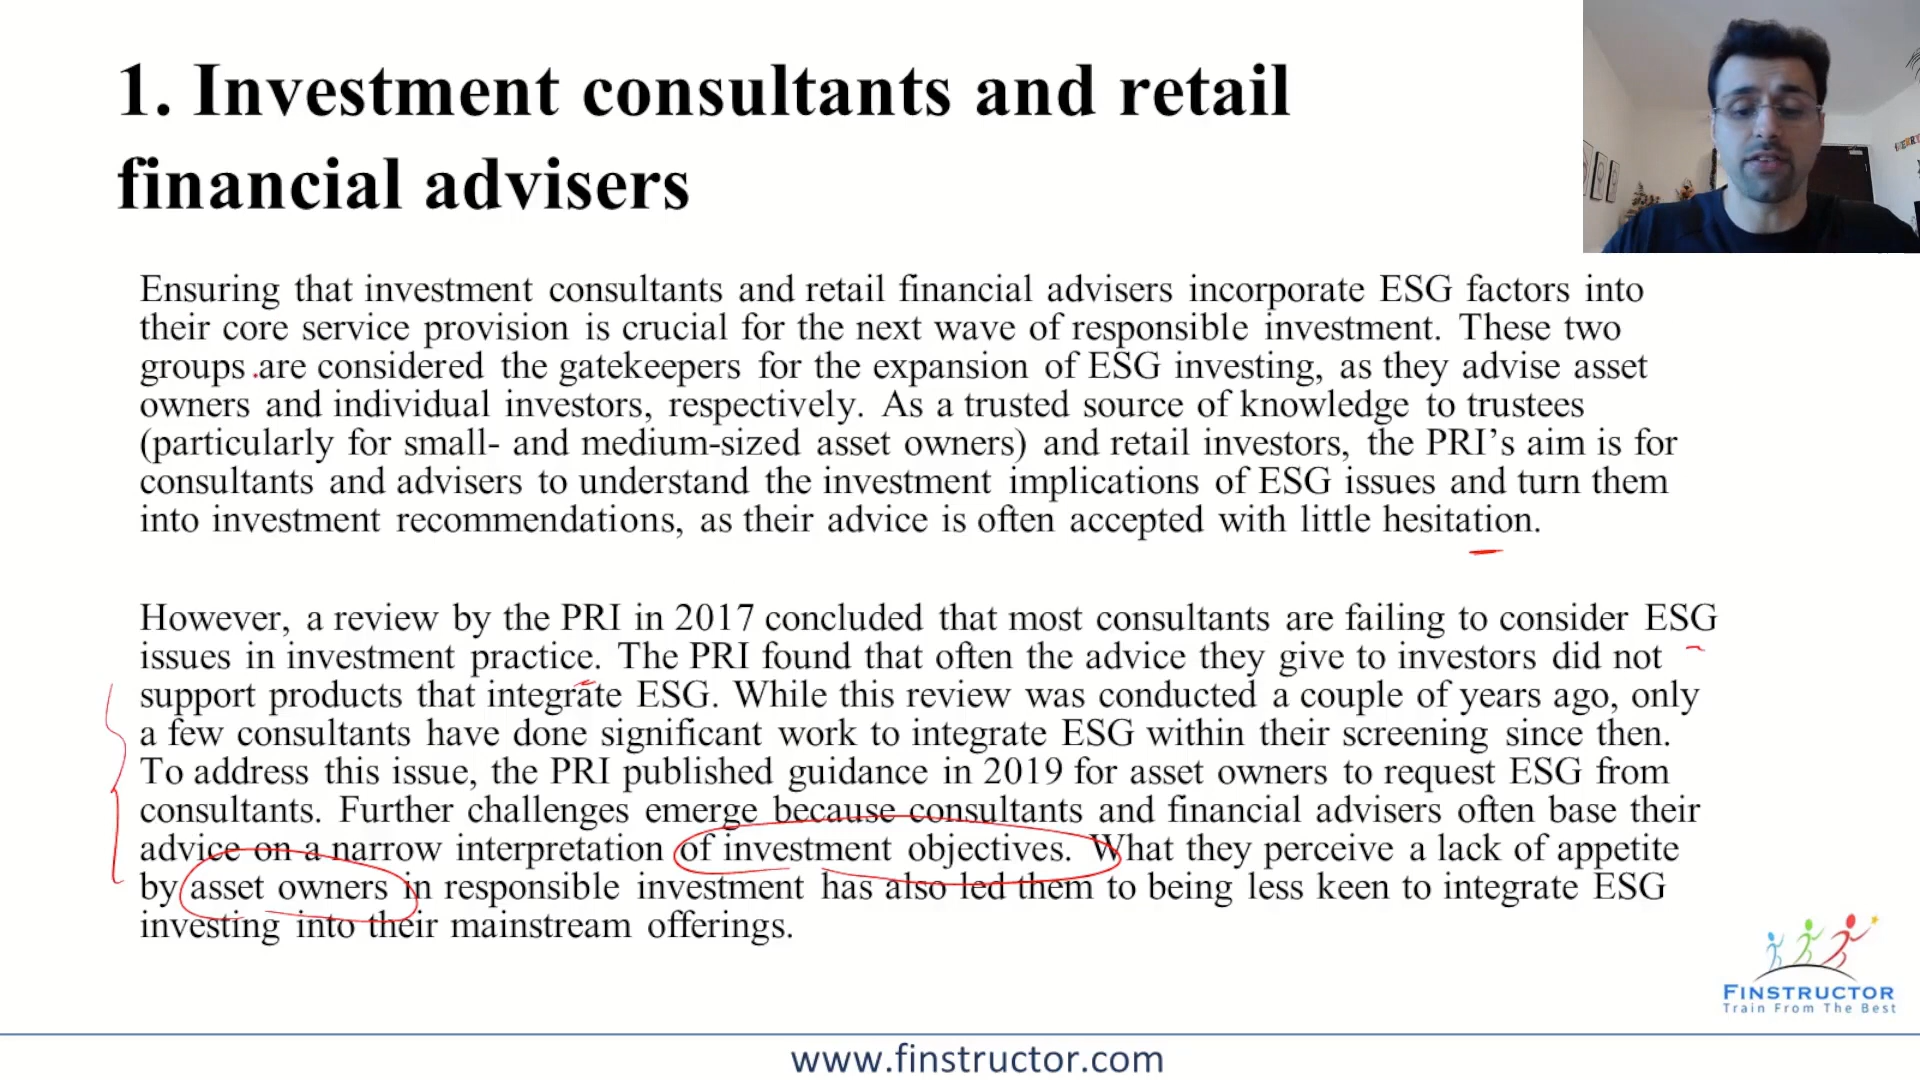 1. Investment consultants and retail
financial advisers
Ensuring that investment consultants and retail financial advisers incorporate ESG factors into
their core service provision is crucial for the next wave of responsible investment. These two
groups are considered the gatekeepers for the expansion of ESG investing, as they advise asset
owners and individual investors, respectively. As a trusted source of knowledge to trustees
(particularly for small- and medium-sized asset owners) and retail investors, the PRI’s aim is for
consultants and advisers to understand the investment implications of ESG issues and turn them
into investment recommendations, as their advice is often accepted with little hesitation.
However, a review by the PRI in 2017 concluded that most consultants are failing to consider ESG
issues in investment practice. The PRI found that often the advice they give to investors did not
support products that integrate ESG. While this review was conducted a couple of years ago, only
a few consultants have done significant work to integrate ESG within their screening since then.
To address this issue, the PRI published guidance in 2019 for asset owners to request ESG from
consultants. Further challenges emerge because consultants and financial advisers often base their
advice on a narrow interpretation of investment objectives. What they perceive a lack of appetite
by asset owners in responsible investment has also led them to being less keen to integrate ESG
investing into their mainstream offerings.
FINSTRUCTOR
Train From The Best
www.finstructor.com